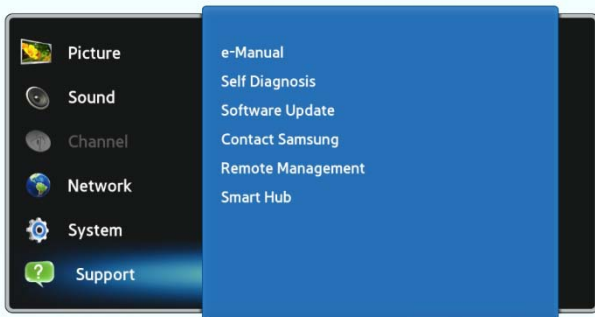 Picture
Sound
Channel
Network
System
Support
e-Manual
Self Diagnosis
Software Update
Contact Samsung
Remote Management
Smart Hub